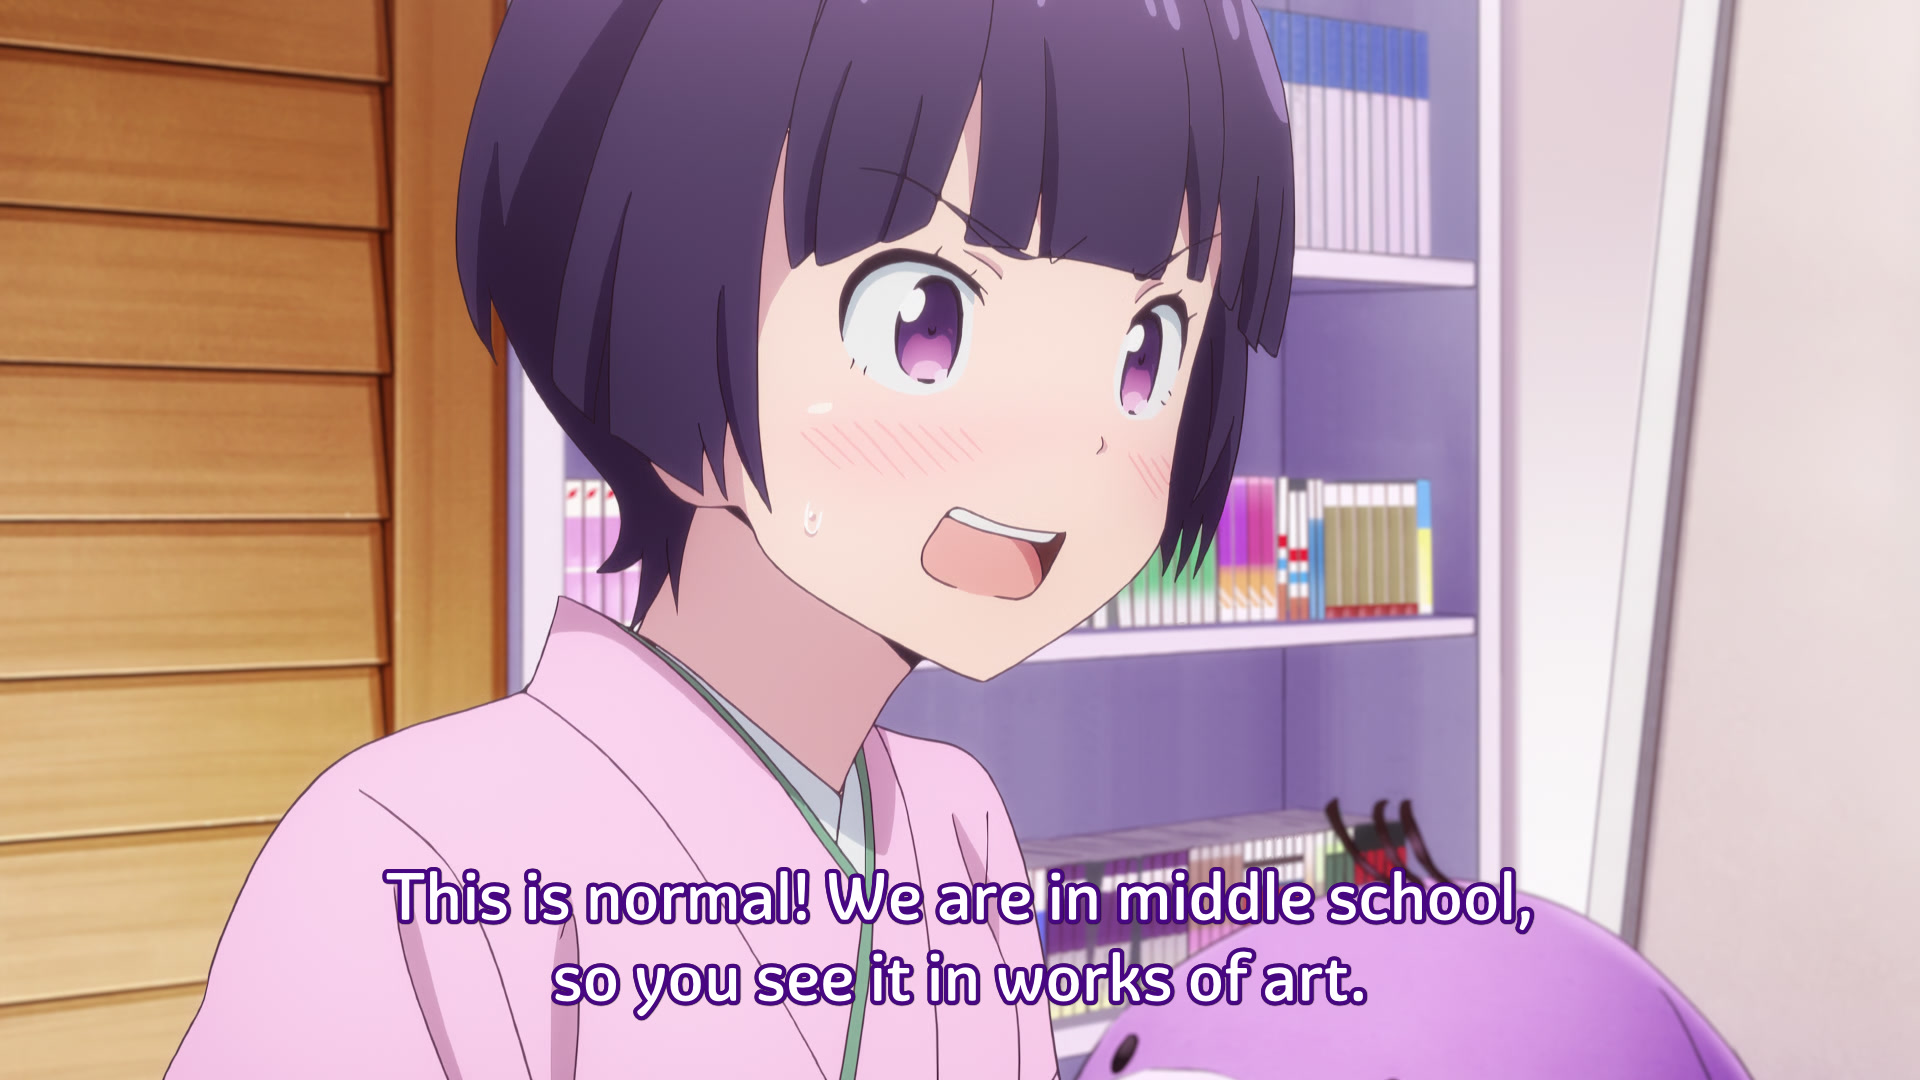 This is normal! We are in middle school,
so you see it in works of art.